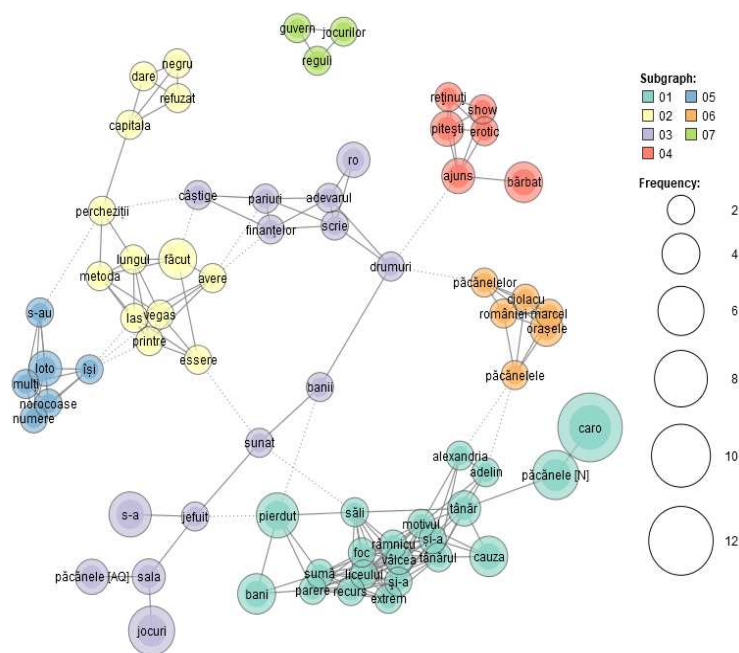 guvern
jocurilor
reguli
negru
dare
refuzat
capitala
reținuți
show
pitești
erotic
ajuns
bărbat
ro
câștige
pariuri
adevarul
percheziții
finanțelor
scrie
lungul
făcut
metoda
avere
drumuri
s-au
las
vegas
printre
essere
păcănelelor
ciolacu
româniei
marcel
orașele
loto
își
mulți
norocoase
numere
păcănelele
banii
caro
sunat
alexandria
adelin
păcănele [N]
s-a
jefuit
pierdut
săli
tânăr
motivul
și-a
râmnicu
foc
vâlcea
tânărul
cauza
păcănele [AQ]
sala
sumă
liceului
și-a
bani
parere
recurs
extrem
jocuri
Subgraph:
01
05
02
06
03
07
04
Frequency:
2
4
6
8
10
12